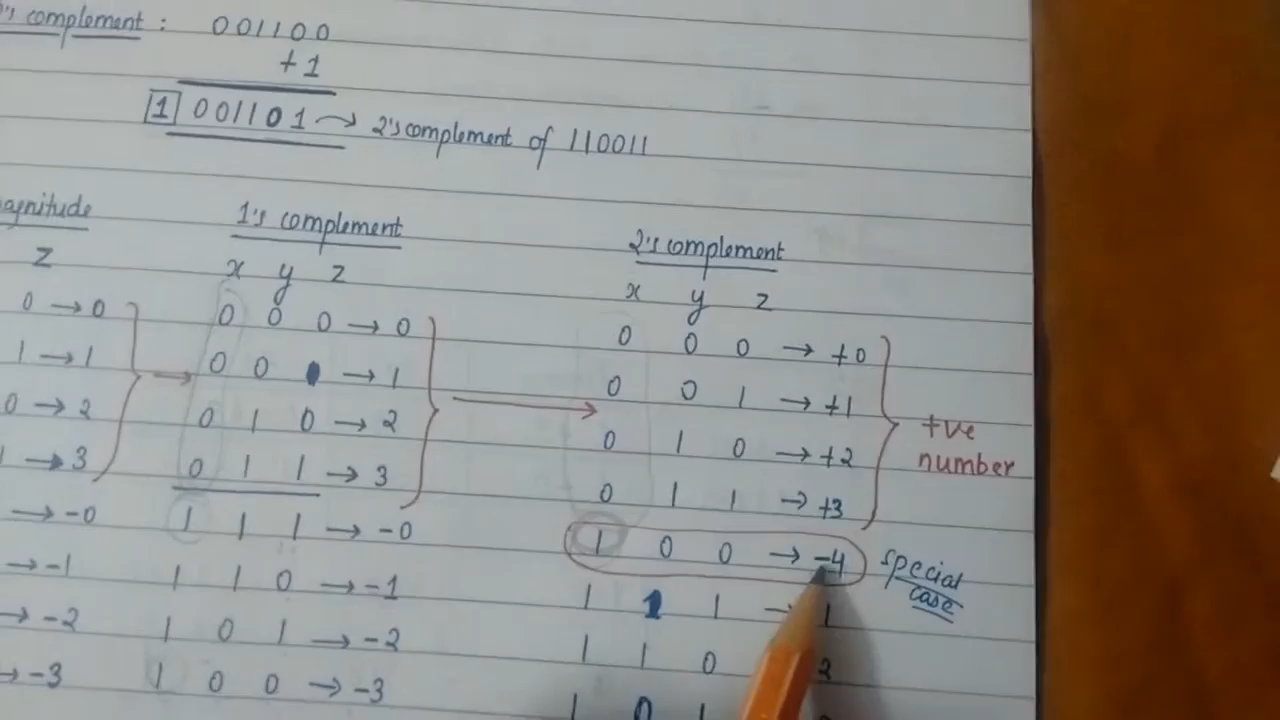 's complement : 001100
+1
1 001101 → 2's complement of 110011
agnitude 1's complement 2's complement
z x y z x y z
0 → 0 0 0 0 → 0 0 0 0 → +0
1 → 1 0 0 → 1 0 0 1 → +1
0 → 2 0 1 0 → 2 0 1 0 → +2
1 → 3 0 1 1 → 3 0 1 1 → +3
+ve
number
→ -0 1 1 1 → -0 1 0 0 → -4 special
case
→ -1 1 1 0 → -1 1 1 1 → 1
→ -2 1 0 1 → -2 1 1 0 2
→ -3 1 0 0 → -3 1 0 1